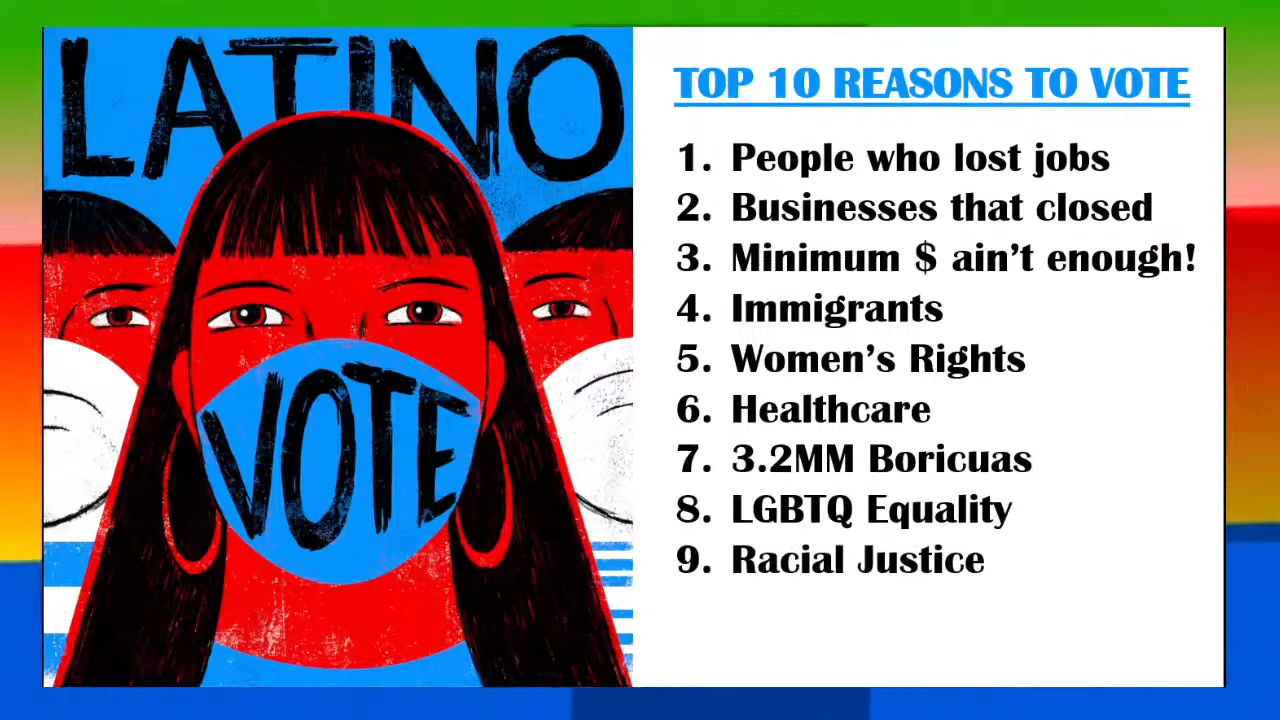 LATINO
VOTE
TOP 10 REASONS TO VOTE
1. People who lost jobs
2. Businesses that closed
3. Minimum $ ain’t enough!
4. Immigrants
5. Women’s Rights
6. Healthcare
7. 3.2MM Boricuas
8. LGBTQ Equality
9. Racial Justice